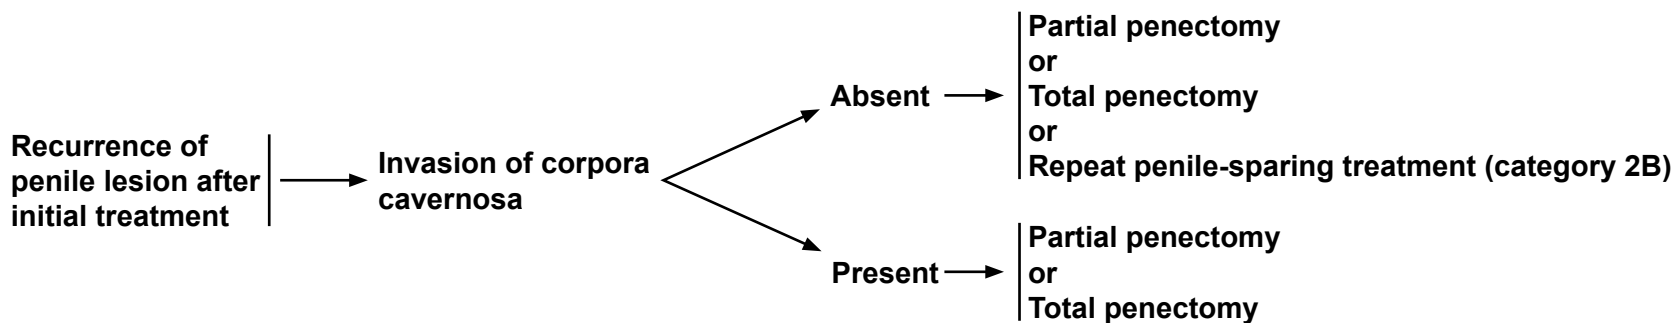 Recurrence of
penile lesion after
initial treatment
Invasion of corpora
cavernosa
Absent
Partial penectomy
or
Total penectomy
or
Repeat penile-sparing treatment (category 2B)
Present
Partial penectomy
or
Total penectomy